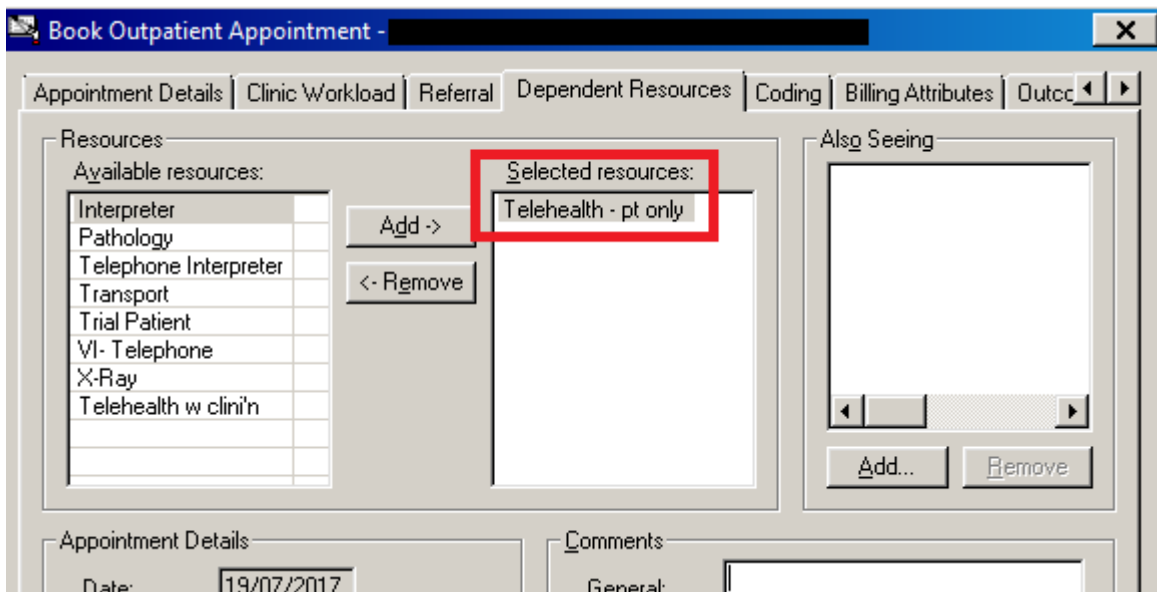 Book Outpatient Appointment -
Appointment Details Clinic Workload Referral Dependent Resources Coding Billing Attributes Outcc
Resources
Available resources:
Interpreter
Pathology
Telephone Interpreter
Transport
Trial Patient
VI- Telephone
X-Ray
Telehealth w clini'n
Add ->
<- Remove
Selected resources:
Telehealth - pt only
Also Seeing
Add... Remove
Appointment Details
Date: 19/07/2017
Comments
General: